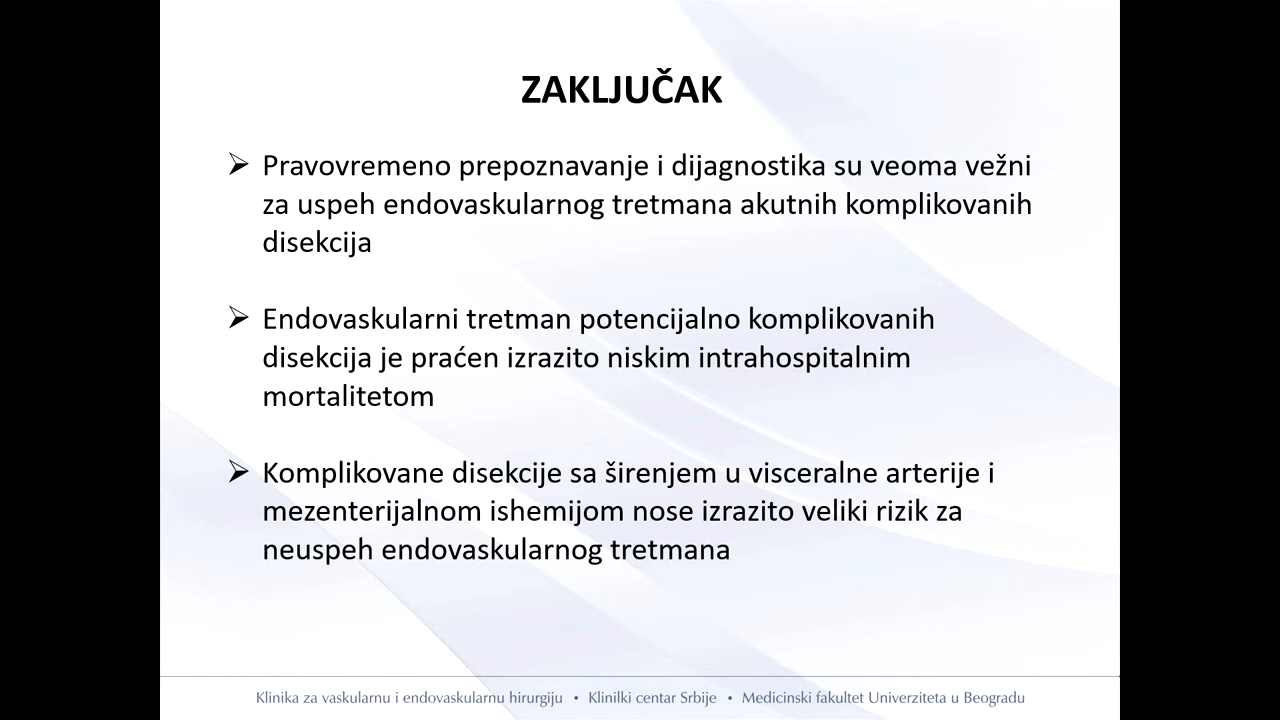 ZAKLJUČAK
➢ Pravovremeno prepoznavanje i dijagnostika su veoma vežni
za uspeh endovaskularnog tretmana akutnih komplikovanih
disekcija
➢ Endovaskularni tretman potencijalno komplikovanih
disekcija je praćen izrazito niskim intrahospitalnim
mortalitetom
➢ Komplikovane disekcije sa širenjem u visceralne arterije i
mezenterijalnom ishemijom nose izrazito veliki rizik za
neuspeh endovaskularnog tretmana
Klinika za vaskularnu i endovaskularnu hirurgiju • Klinilki centar Srbije • Medicinski fakultet Univerziteta u Beogradu